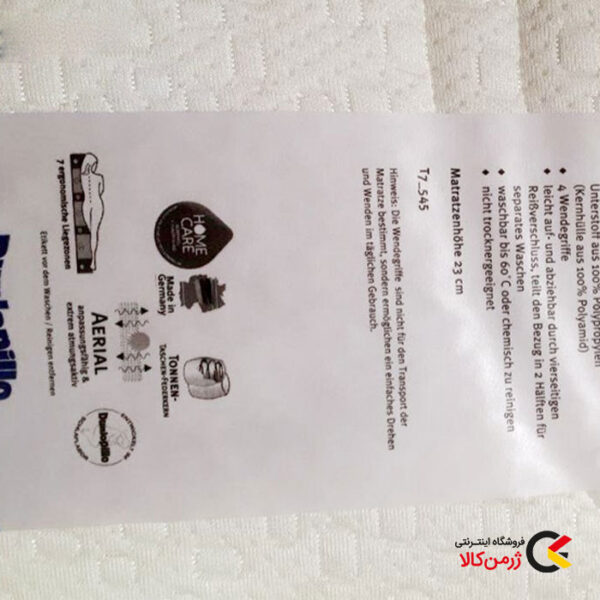 Unterstoff aus 100% Polypropylen
(Kernhülle aus 100% Polyamid)
• 4 Wendegriffe
• leicht auf- und abziehbar durch vierseitigen
Reißverschluss, teilt den Bezug in 2 Hälften für
separates Waschen
• waschbar bis 60°C oder chemisch zu reinigen
• nicht trocknergeeignet
Matratzenhöhe 23 cm
T7_545
Hinweis: Die Wendegriffe sind nicht für den Transport der
Matratze bestimmt, sondern ermöglichen ein einfaches Drehen
und Wenden im täglichen Gebrauch.
HOME
CARE
Made in
Germany
TONNEN-
TASCHEN-FEDERKERN
7 ergonomische Liegezonen
AERIAL
anpassungsfähig &
extrem atmungsaktiv
Dunlopillo
Etikett vor dem Waschen / Reinigen entfernen
Dunlopillo
فروشگاه اینترنتی
ژرمن‌کالا